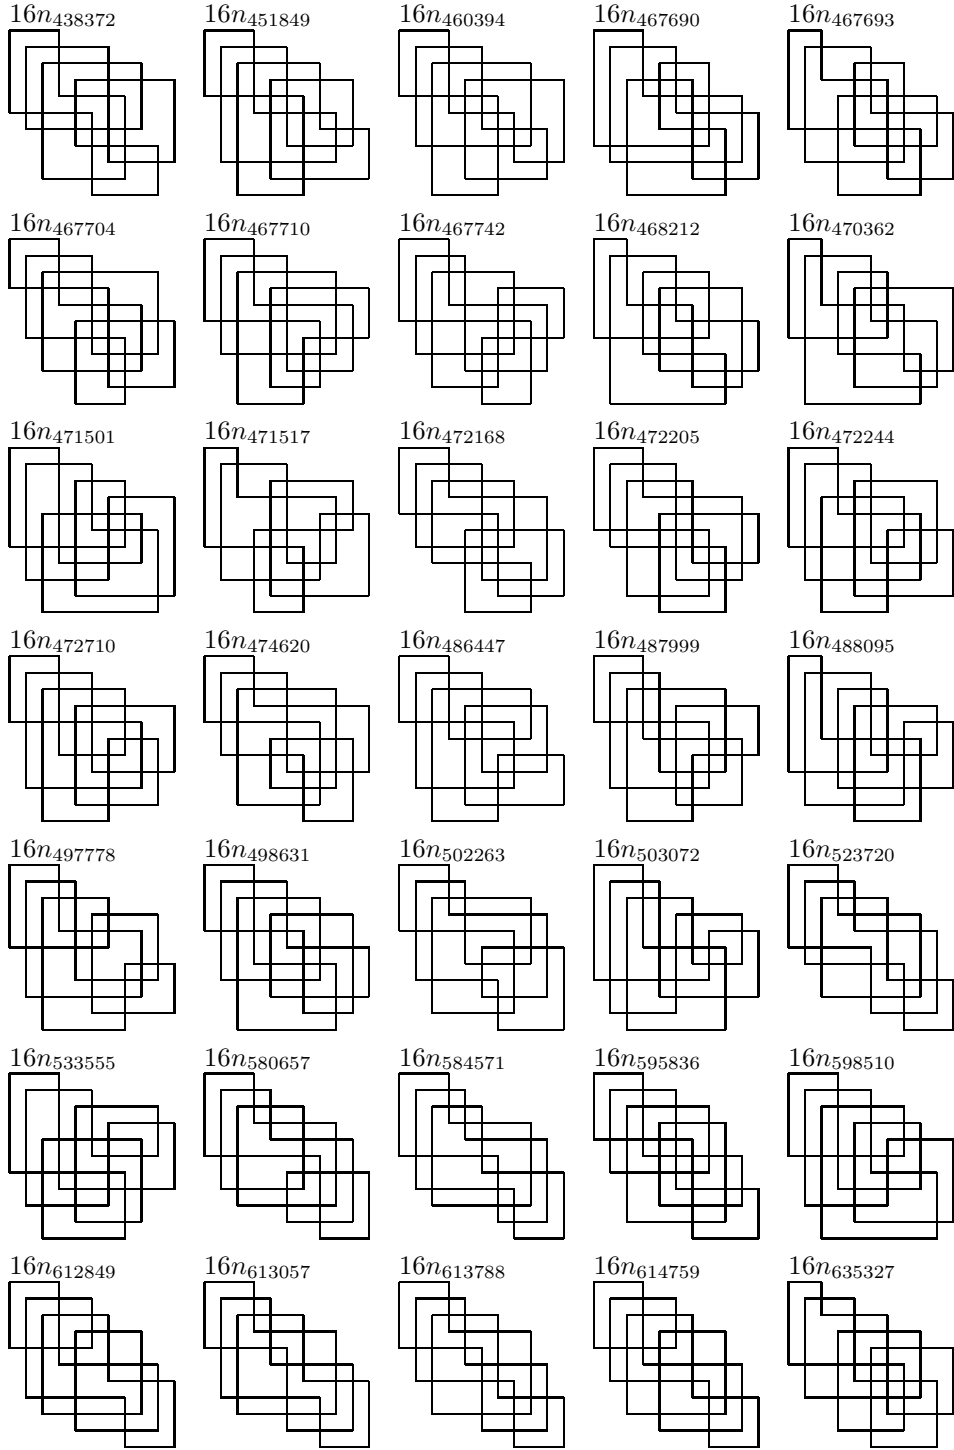 16n₄₃₈₃₇₂ 16n₄₅₁₈₄₉ 16n₄₆₀₃₉₄ 16n₄₆₇₆₉₀ 16n₄₆₇₆₉₃
16n₄₆₇₇₀₄ 16n₄₆₇₇₁₀ 16n₄₆₇₇₄₂ 16n₄₆₈₂₁₂ 16n₄₇₀₃₆₂
16n₄₇₁₅₀₁ 16n₄₇₁₅₁₇ 16n₄₇₂₁₆₈ 16n₄₇₂₂₀₅ 16n₄₇₂₂₄₄
16n₄₇₂₇₁₀ 16n₄₇₄₆₂₀ 16n₄₈₆₄₄₇ 16n₄₈₇₉₉₉ 16n₄₈₈₀₉₅
16n₄₉₇₇₇₈ 16n₄₉₈₆₃₁ 16n₅₀₂₂₆₃ 16n₅₀₃₀₇₂ 16n₅₂₃₇₂₀
16n₅₃₃₅₅₅ 16n₅₈₀₆₅₇ 16n₅₈₄₅₇₁ 16n₅₉₅₈₃₆ 16n₅₉₈₅₁₀
16n₆₁₂₈₄₉ 16n₆₁₃₀₅₇ 16n₆₁₃₇₈₈ 16n₆₁₄₇₅₉ 16n₆₃₅₃₂₇